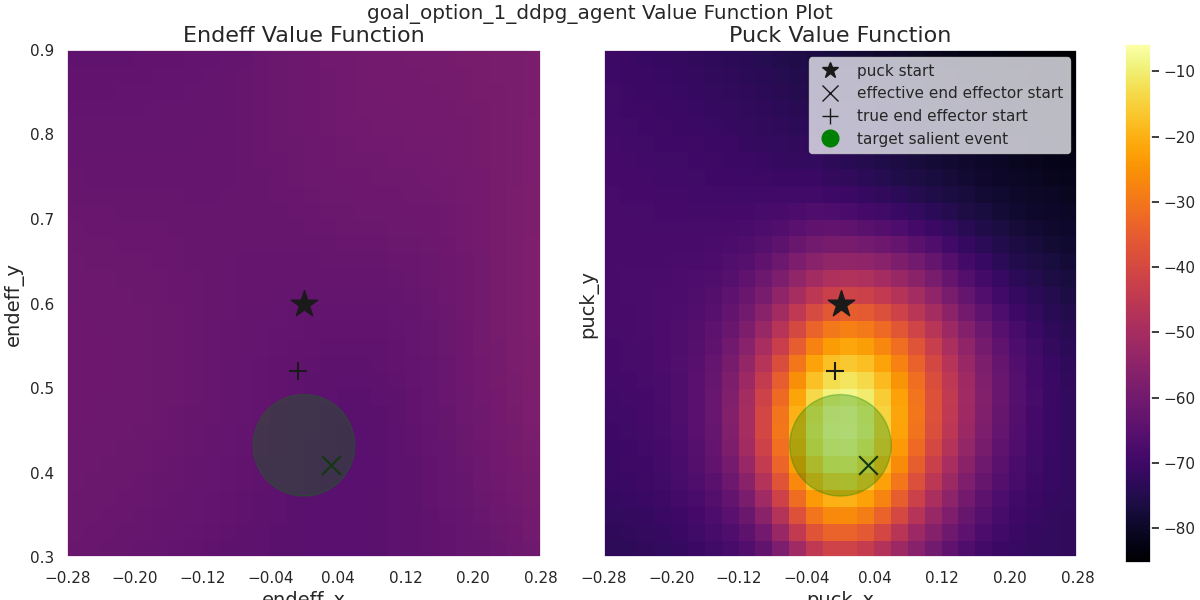 goal_option_1_ddpg_agent Value Function Plot
Endeff Value Function
Puck Value Function
0.9
0.8
0.7
0.6
0.5
0.4
0.3
endeff_y
−0.28 −0.20 −0.12 −0.04 0.04 0.12 0.20 0.28
endeff_x
puck_y
puck start
effective end effector start
true end effector start
target salient event
−0.28 −0.20 −0.12 −0.04 0.04 0.12 0.20 0.28
puck_x
−10
−20
−30
−40
−50
−60
−70
−80